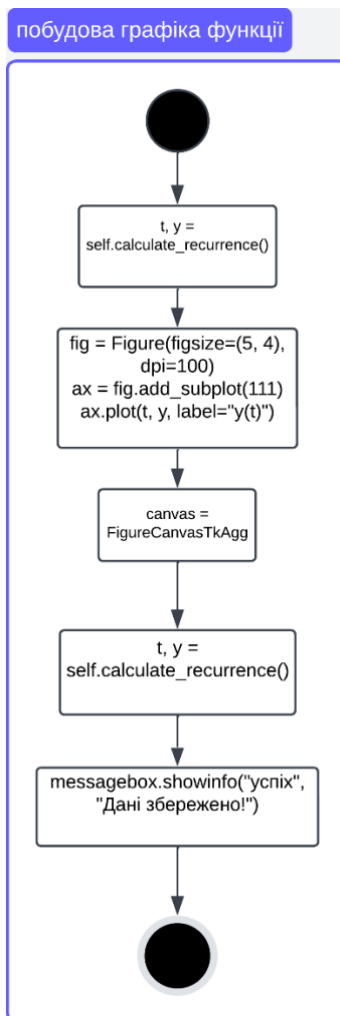 побудова графіка функції
t, y =
self.calculate_recurrence()
fig = Figure(figsize=(5, 4),
dpi=100)
ax = fig.add_subplot(111)
ax.plot(t, y, label="y(t)")
canvas =
FigureCanvasTkAgg
t, y =
self.calculate_recurrence()
messagebox.showinfo("успіх",
"Дані збережено!")